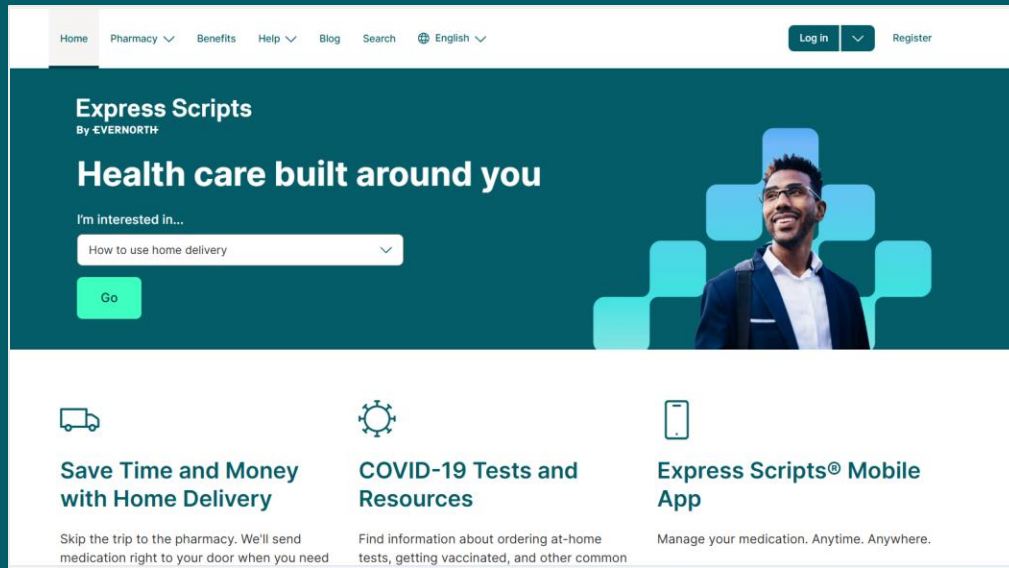 Home Pharmacy Benefits Help Blog Search English Log in Register
Express Scripts
By EVERNORTH
Health care built around you
I'm interested in...
How to use home delivery
Go
Save Time and Money
with Home Delivery
Skip the trip to the pharmacy. We'll send
medication right to your door when you need
COVID-19 Tests and
Resources
Find information about ordering at-home
tests, getting vaccinated, and other common
Express Scripts® Mobile
App
Manage your medication. Anytime. Anywhere.